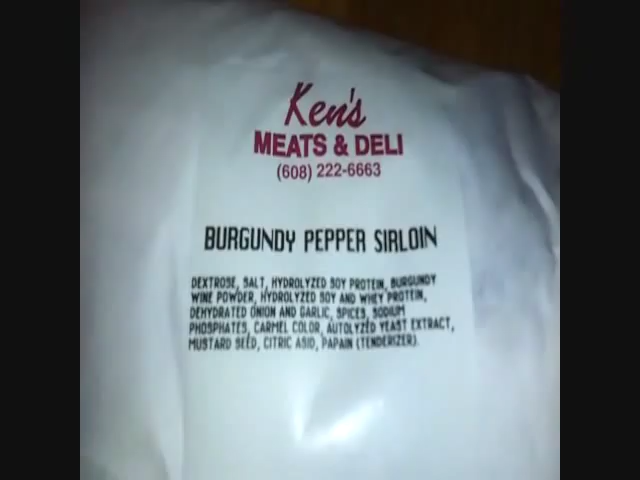 Ken's
MEATS & DELI
(608) 222-6663
BURGUNDY PEPPER SIRLOIN
DEXTROSE, SALT, HYDROLYZED SOY PROTEIN, BURGUNDY
WINE POWDER, HYDROLYZED SOY AND WHEY PROTEIN,
DEHYDRATED ONION AND GARLIC, SPICES, SODIUM
PHOSPHATES, CARMEL COLOR, AUTOLYZED YEAST EXTRACT,
MUSTARD SEED, CITRIC ASID, PAPAIN (TENDERIZER).